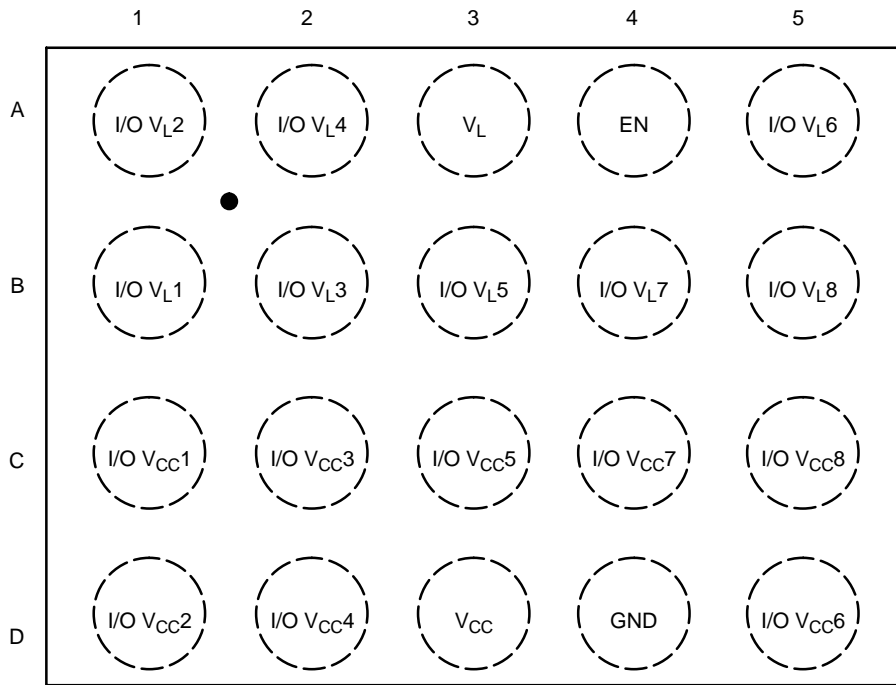 1 2 3 4 5
A I/O VL2 I/O VL4 VL EN I/O VL6
B I/O VL1 I/O VL3 I/O VL5 I/O VL7 I/O VL8
C I/O VCC1 I/O VCC3 I/O VCC5 I/O VCC7 I/O VCC8
D I/O VCC2 I/O VCC4 VCC GND I/O VCC6